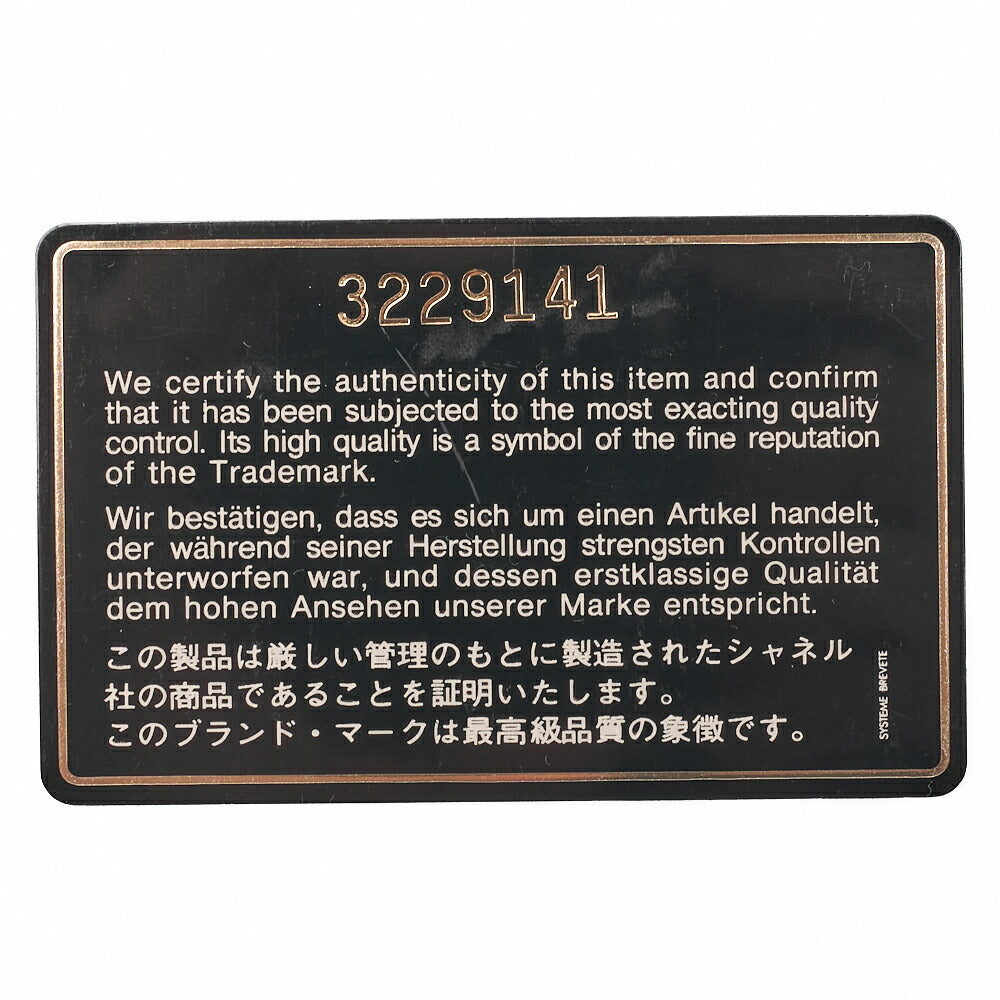 3229141
We certify the authenticity of this item and confirm
that it has been subjected to the most exacting quality
control. Its high quality is a symbol of the fine reputation
of the Trademark.
Wir bestätigen, dass es sich um einen Artikel handelt,
der während seiner Herstellung strengsten Kontrollen
unterworfen war, und dessen erstklassige Qualität
dem hohen Ansehen unserer Marke entspricht.
この製品は厳しい管理のもとに製造されたシャネル
社の商品であることを証明いたします。
このブランド・マークは最高級品質の象徴です。
SYSTEME BREVETE